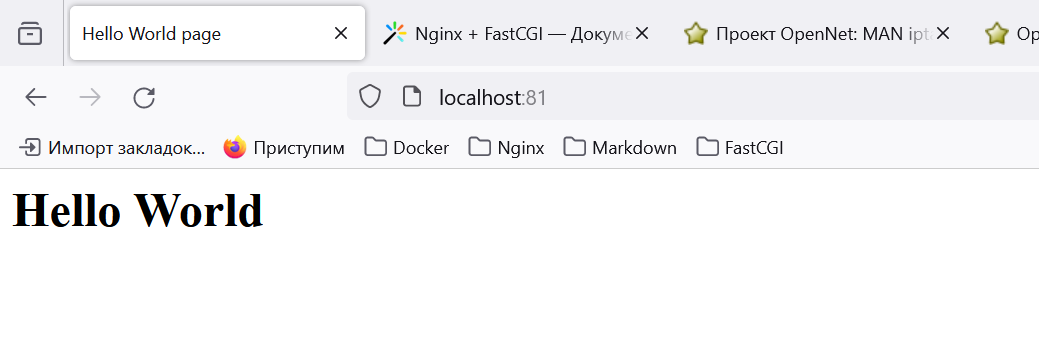 Hello World page
Nginx + FastCGI — Докуме
Проект OpenNet: MAN ipt
Op
localhost:81
Импорт закладок...
Приступим
Docker
Nginx
Markdown
FastCGI
Hello World